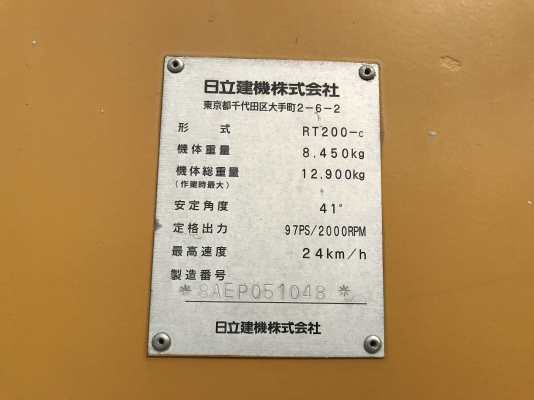 日立建機株式会社
東京都千代田区大手町2-6-2
形式 RT200-c
機体重量 8,450kg
機体総重量 12,900kg
(作業時最大)
安定角度 41°
定格出力 97PS/2000RPM
最高速度 24km/h
製造番号
*8AEP051048*
日立建機株式会社